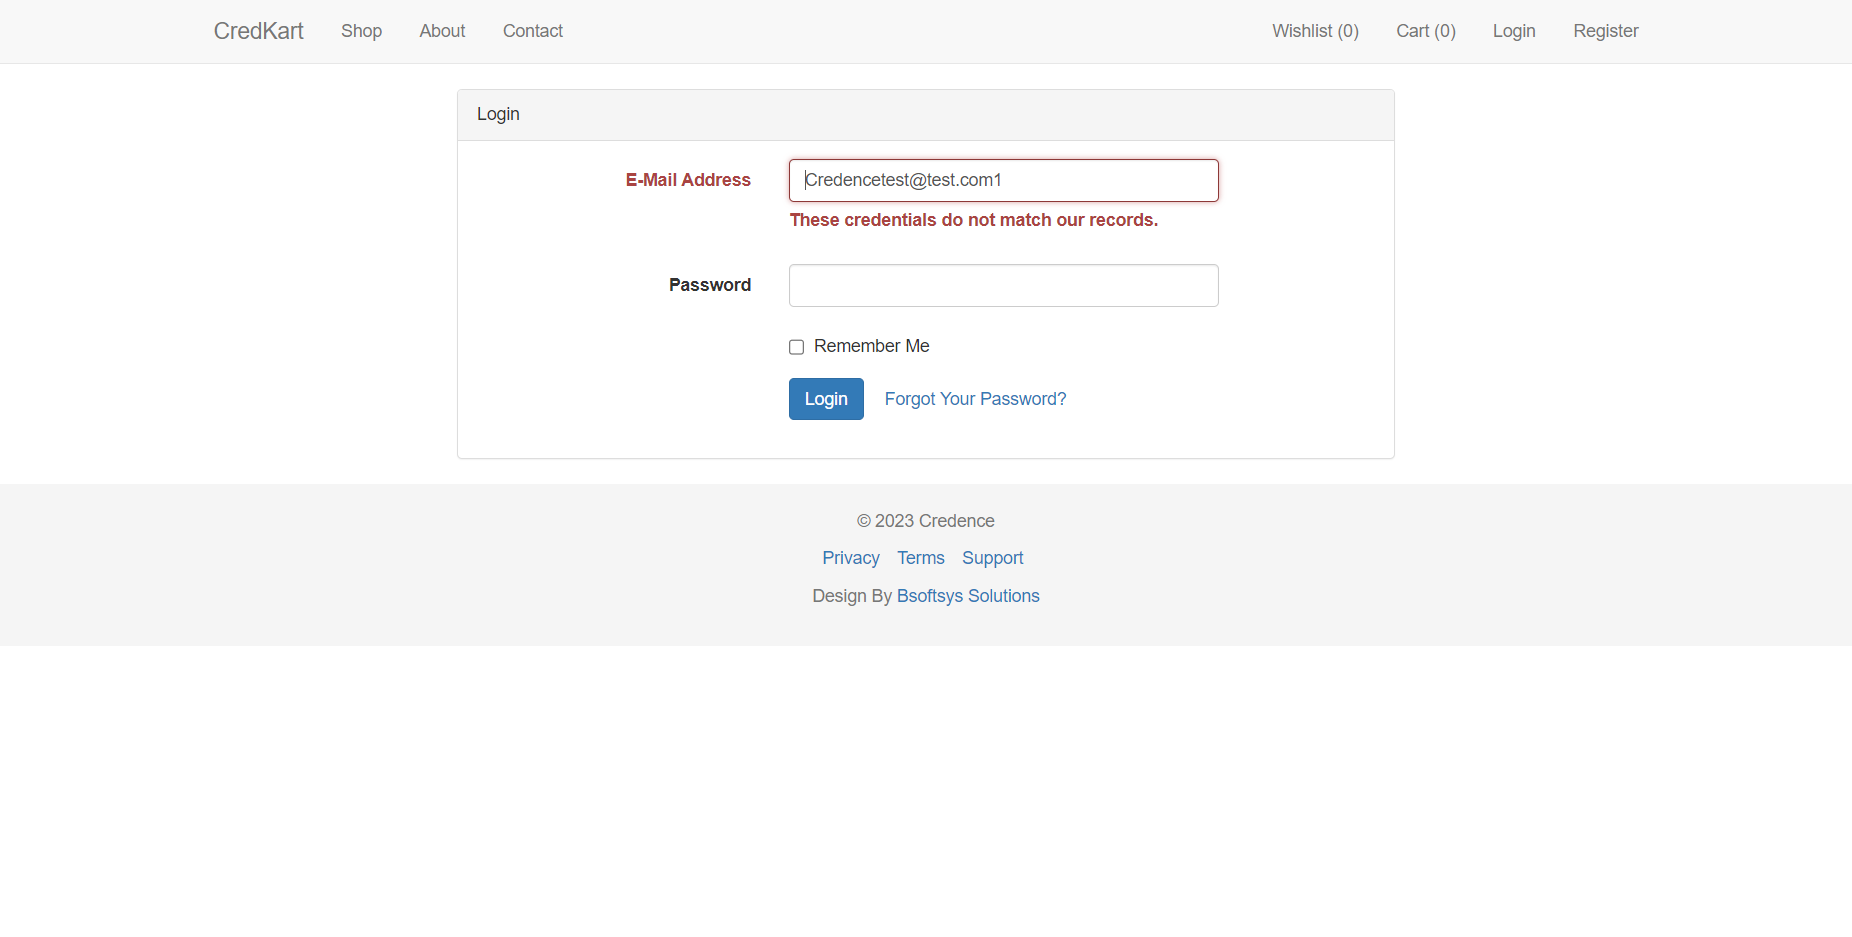 CredKart Shop About Contact Wishlist (0) Cart (0) Login Register
Login
E-Mail Address Credencetest@test.com1
These credentials do not match our records.
Password
Remember Me
Login Forgot Your Password?
© 2023 Credence
Privacy Terms Support
Design By Bsoftsys Solutions